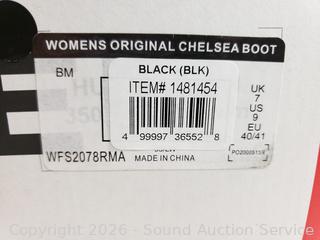 WOMENS ORIGINAL CHELSEA BOOT
BM
BLACK (BLK)
ITEM# 1481454
4 99997 36552 8
UK
7
US
9
EU
40/41
WFS2078RMA
MADE IN CHINA
© 2026 - Sound Auction Service